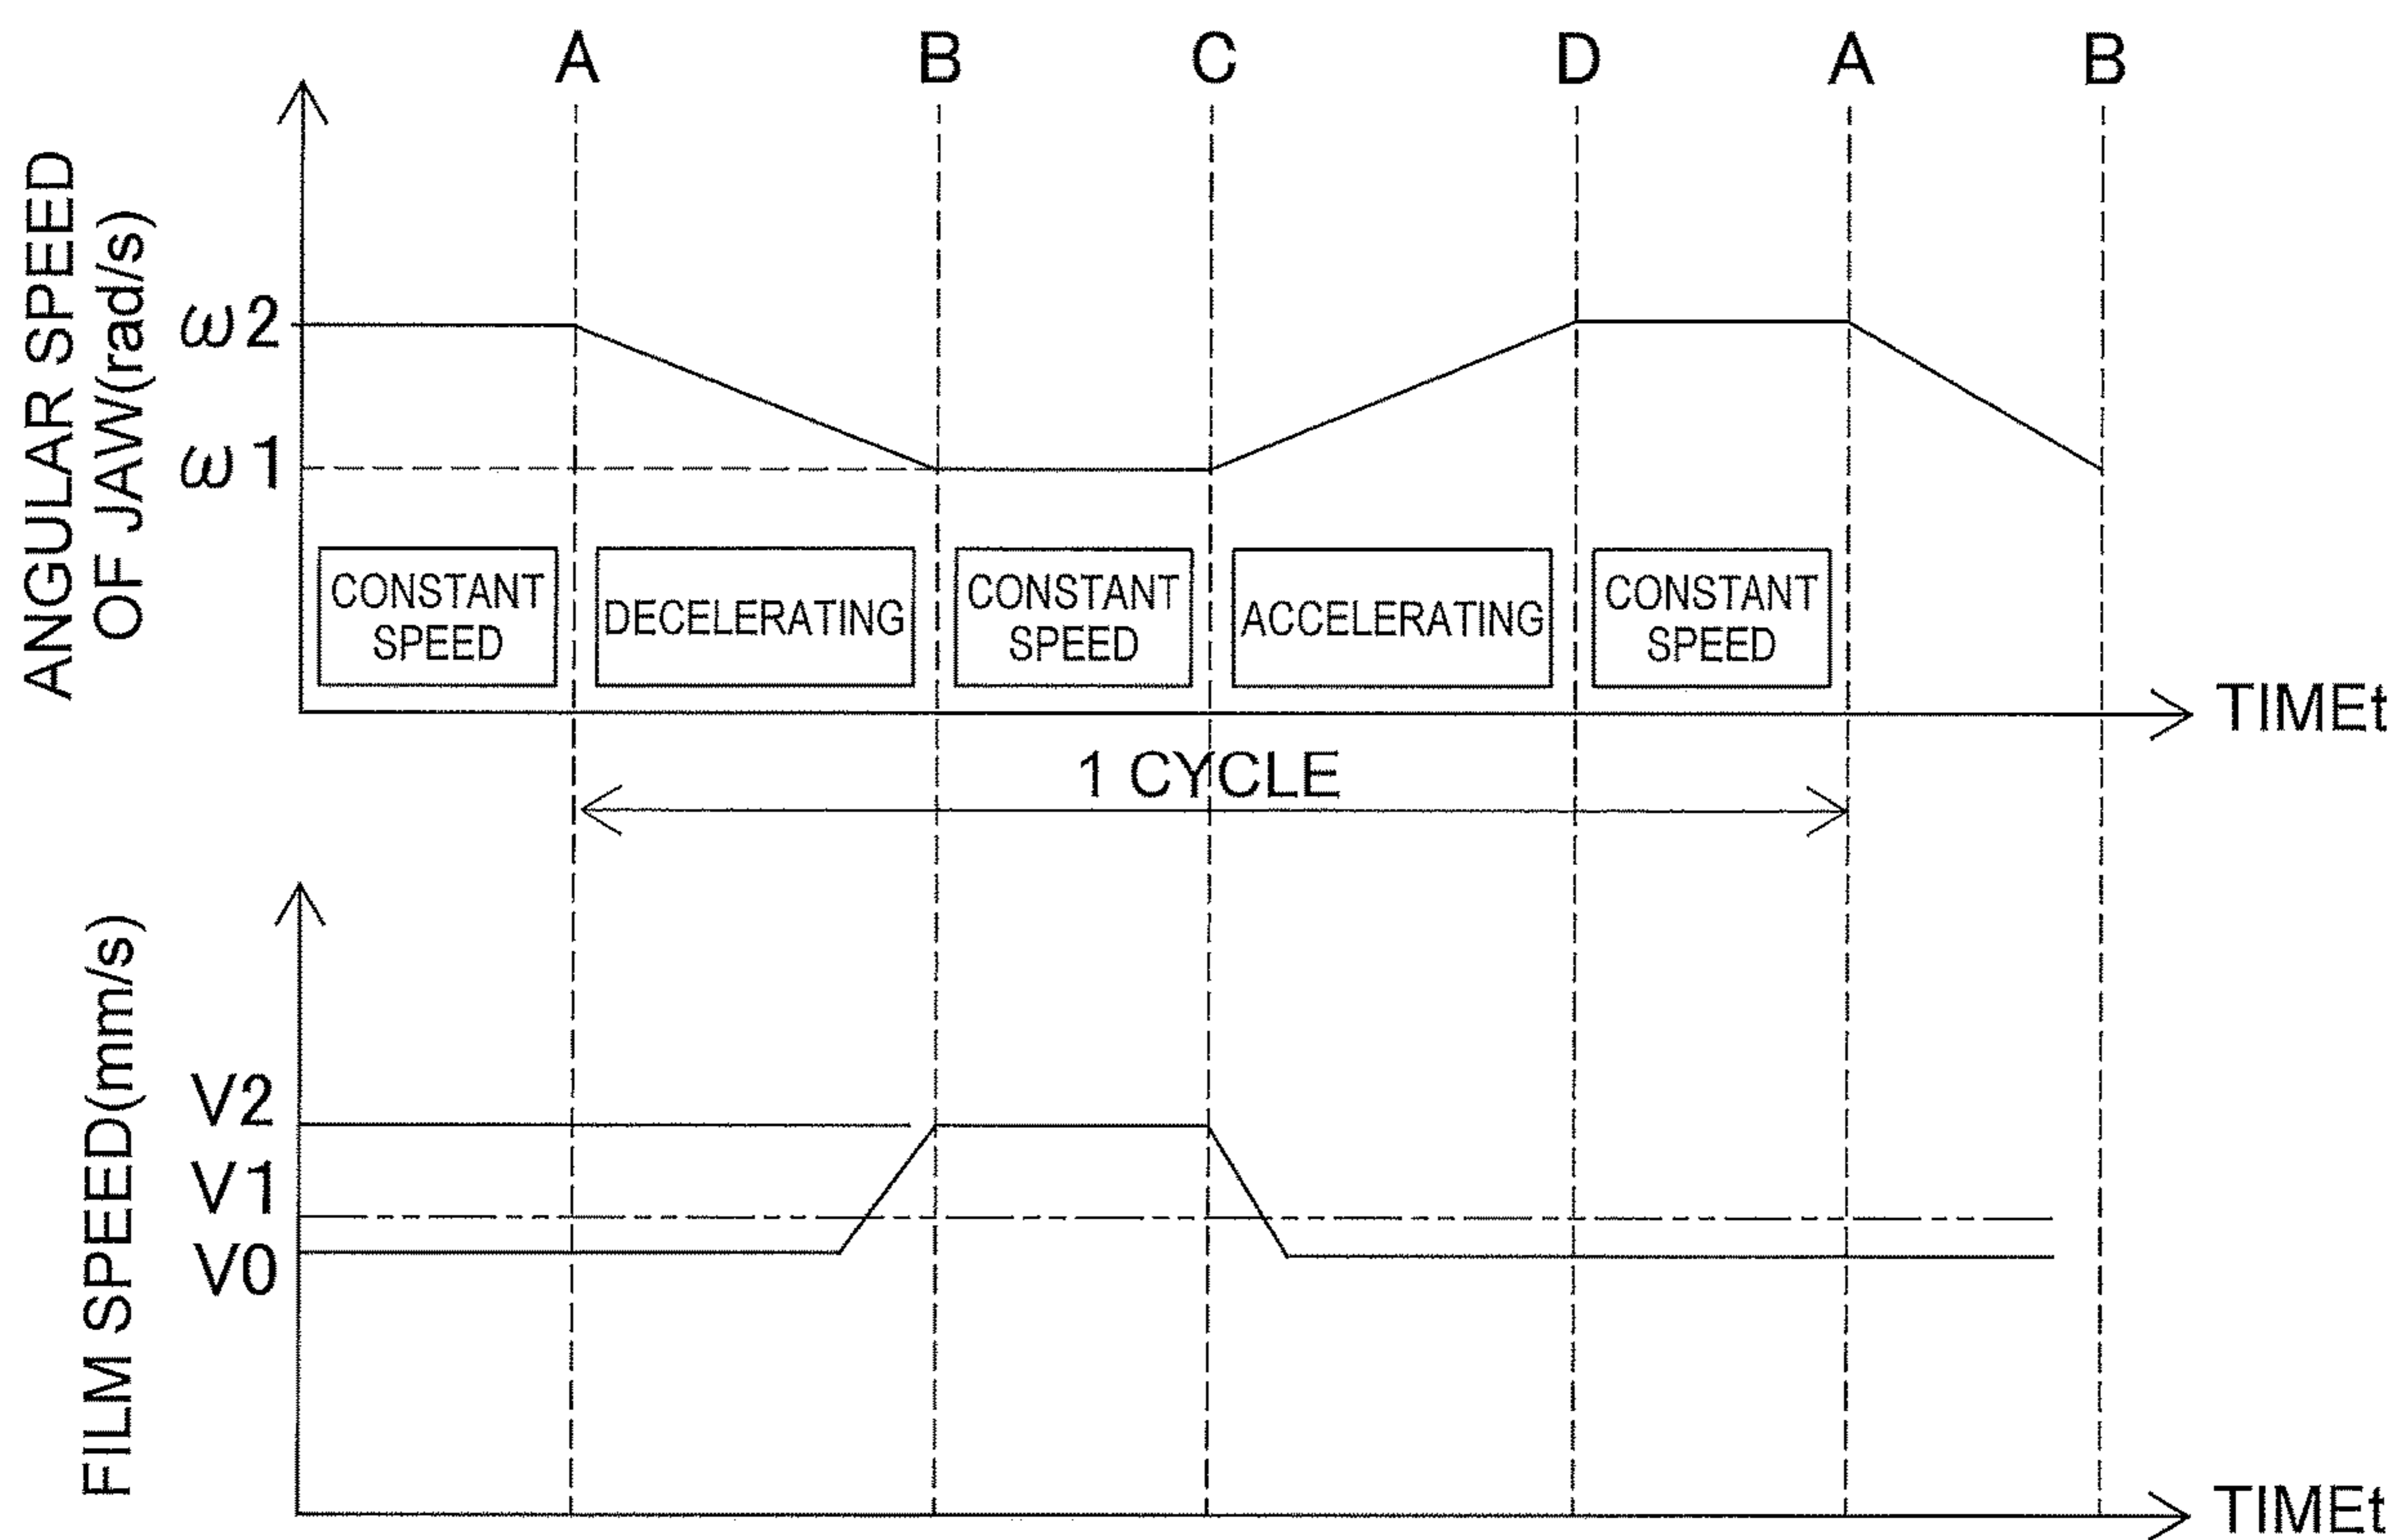 A B C D A B
ANGULAR SPEED
OF JAW(rad/s)
ω2
ω1
CONSTANT
SPEED
DECELERATING
CONSTANT
SPEED
ACCELERATING
CONSTANT
SPEED
TIMEt
1 CYCLE
FILM SPEED(mm/s)
V2
V1
V0
TIMEt